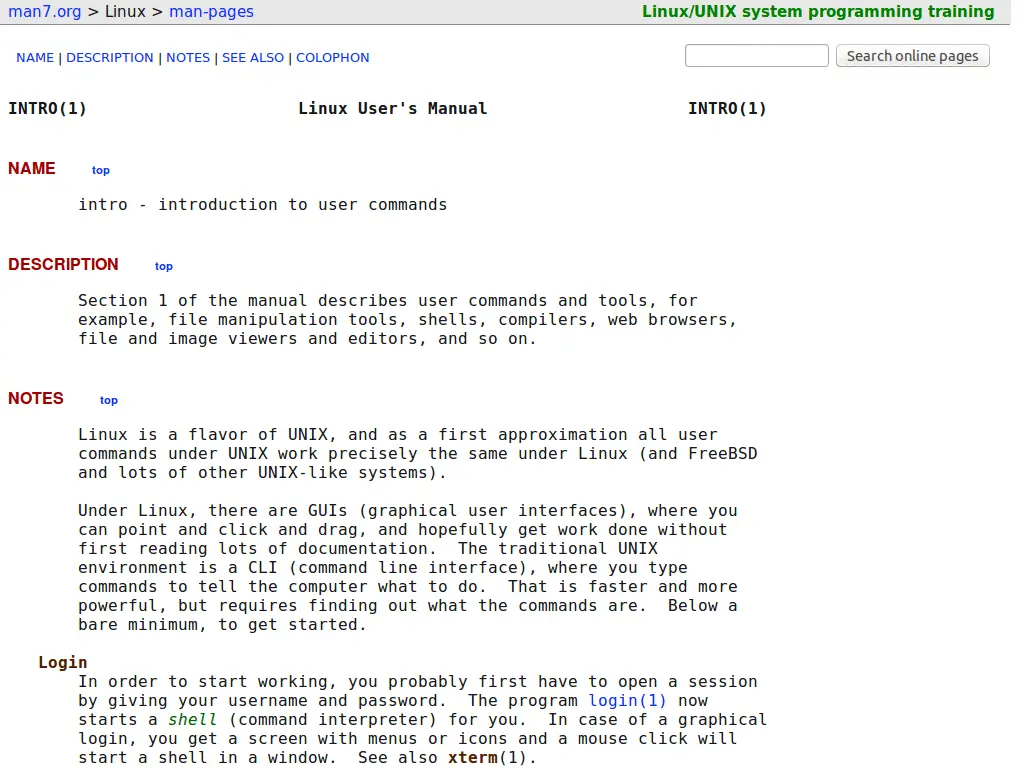 man7.org > Linux > man-pages    Linux/UNIX system programming training
NAME | DESCRIPTION | NOTES | SEE ALSO | COLOPHON    Search online pages
INTRO(1)    Linux User's Manual    INTRO(1)
NAME    top
intro - introduction to user commands
DESCRIPTION    top
Section 1 of the manual describes user commands and tools, for
example, file manipulation tools, shells, compilers, web browsers,
file and image viewers and editors, and so on.
NOTES    top
Linux is a flavor of UNIX, and as a first approximation all user
commands under UNIX work precisely the same under Linux (and FreeBSD
and lots of other UNIX-like systems).
Under Linux, there are GUIs (graphical user interfaces), where you
can point and click and drag, and hopefully get work done without
first reading lots of documentation.  The traditional UNIX
environment is a CLI (command line interface), where you type
commands to tell the computer what to do.  That is faster and more
powerful, but requires finding out what the commands are.  Below a
bare minimum, to get started.
Login
In order to start working, you probably first have to open a session
by giving your username and password.  The program login(1) now
starts a shell (command interpreter) for you.  In case of a graphical
login, you get a screen with menus or icons and a mouse click will
start a shell in a window.  See also xterm(1).